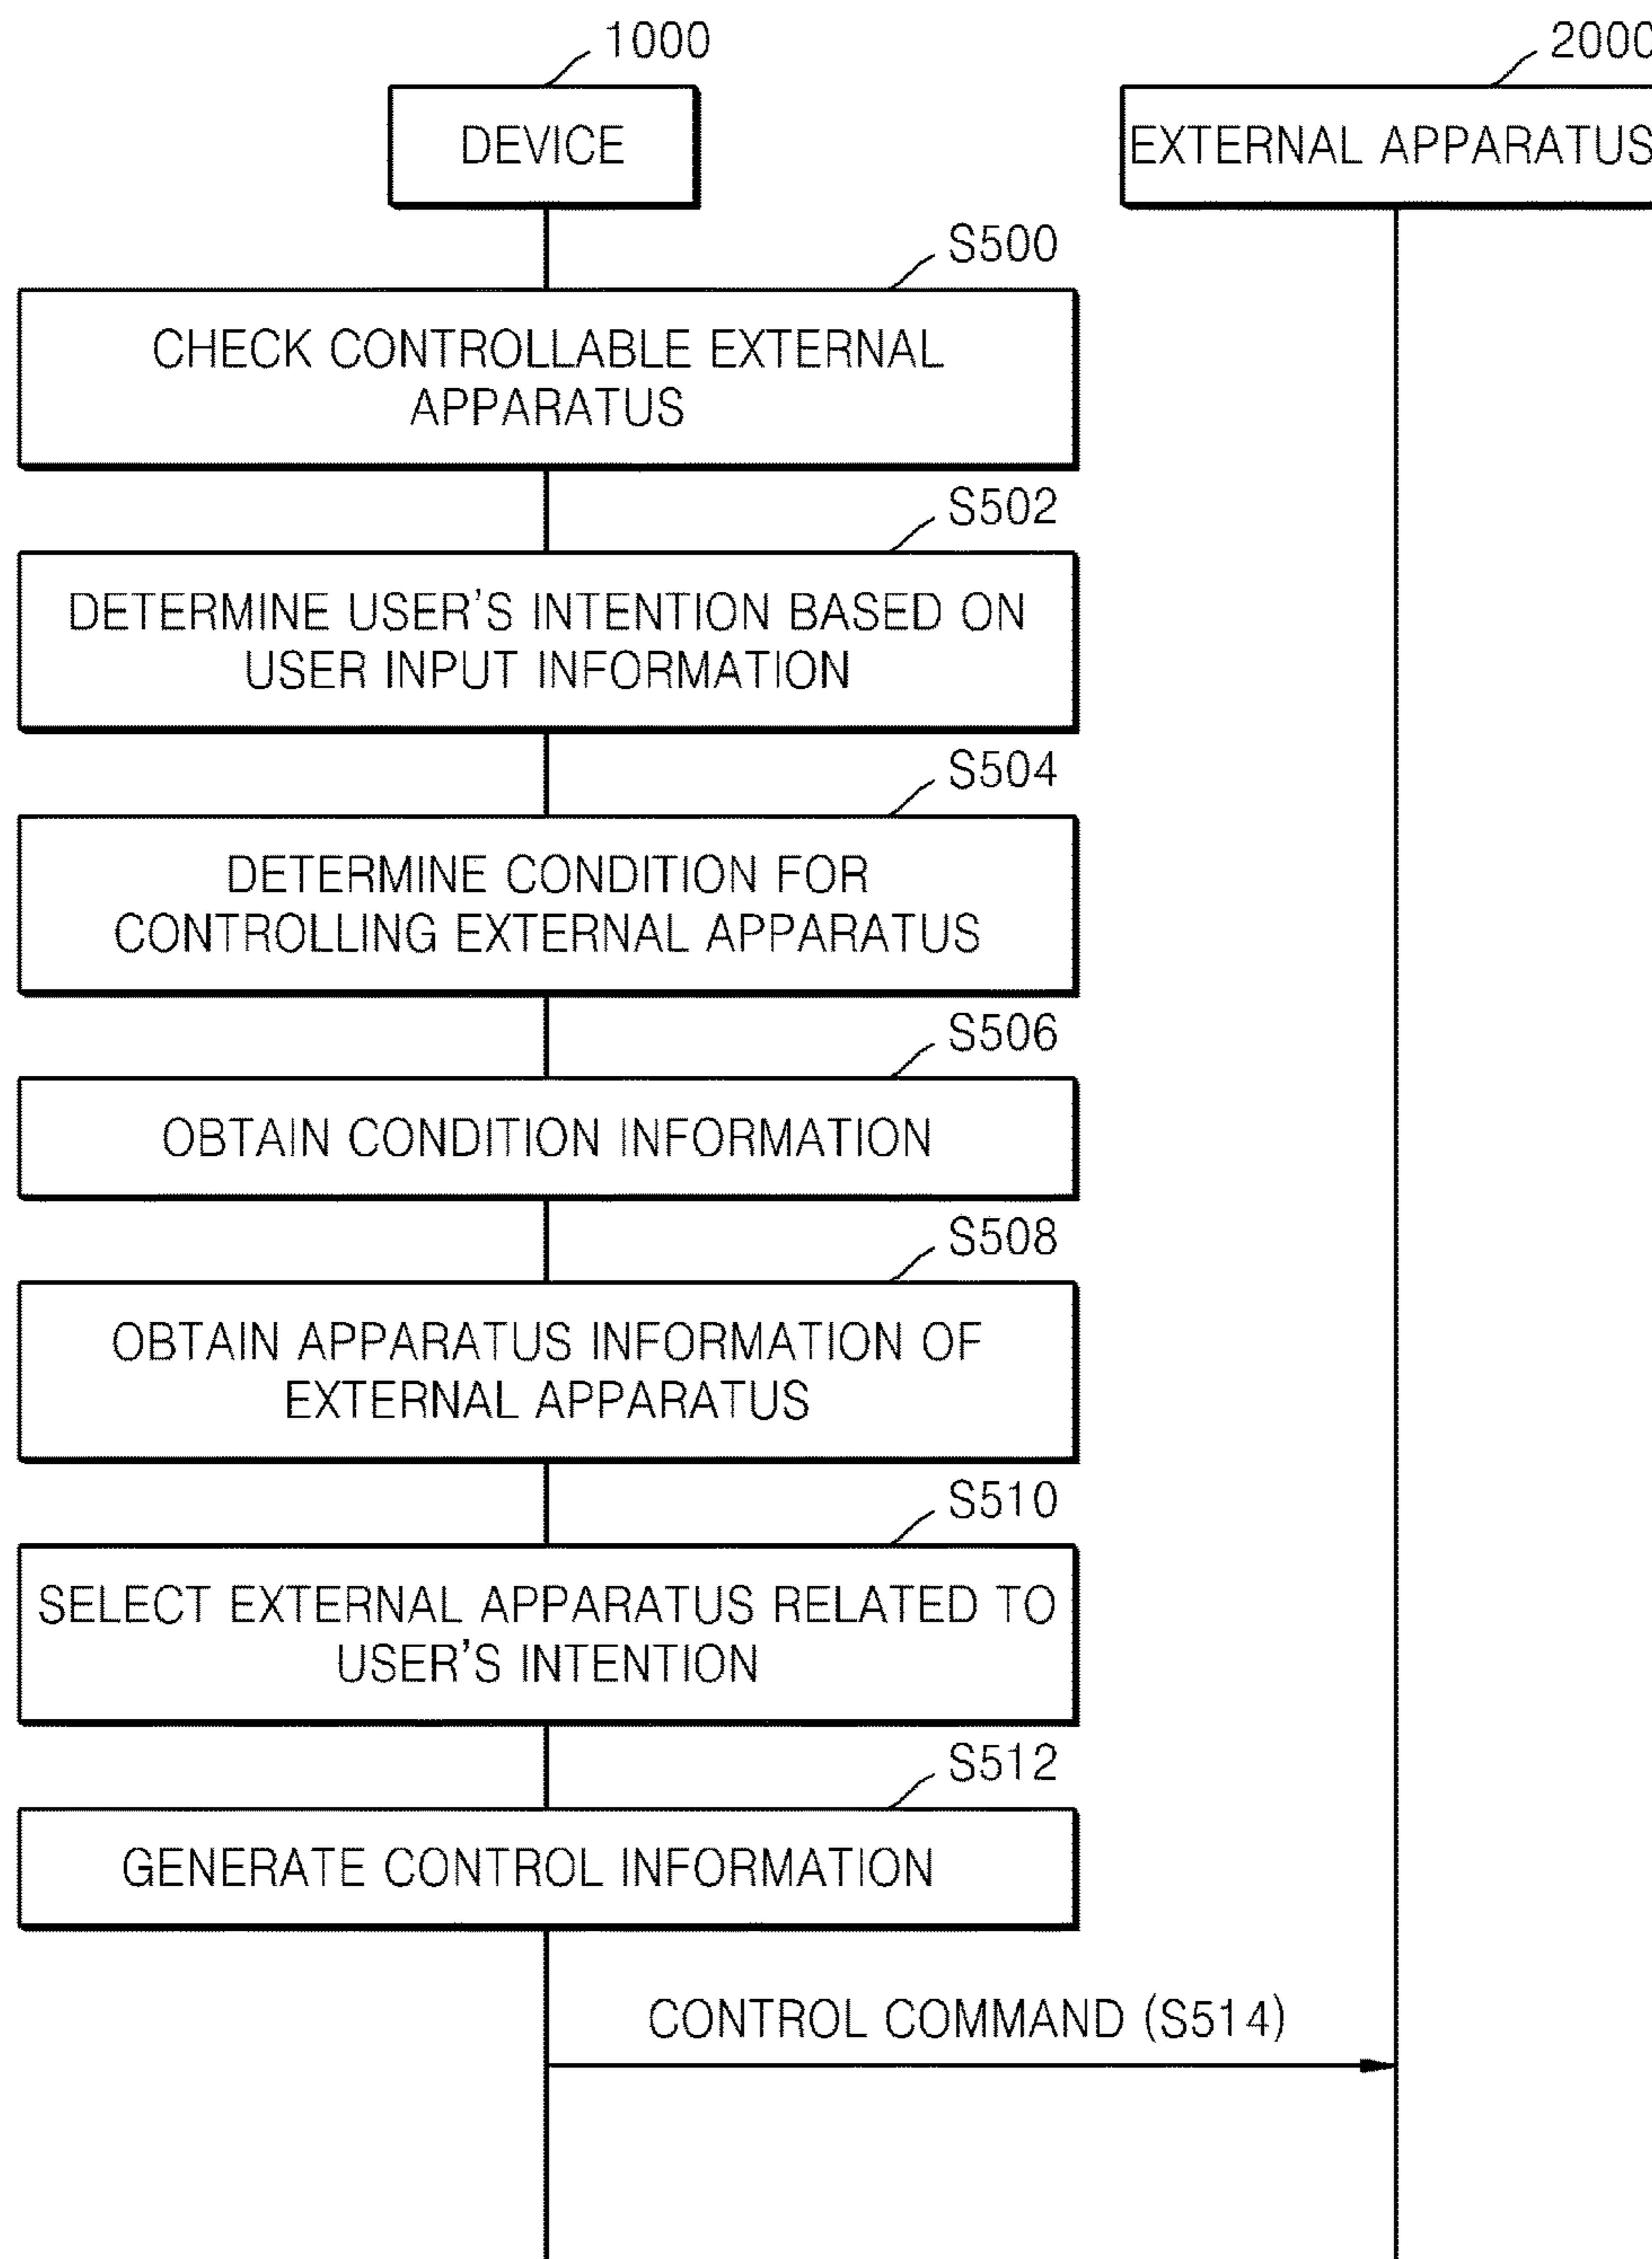 1000
2000
DEVICE
EXTERNAL APPARATUS
S500
CHECK CONTROLLABLE EXTERNAL
APPARATUS
S502
DETERMINE USER'S INTENTION BASED ON
USER INPUT INFORMATION
S504
DETERMINE CONDITION FOR
CONTROLLING EXTERNAL APPARATUS
S506
OBTAIN CONDITION INFORMATION
S508
OBTAIN APPARATUS INFORMATION OF
EXTERNAL APPARATUS
S510
SELECT EXTERNAL APPARATUS RELATED TO
USER'S INTENTION
S512
GENERATE CONTROL INFORMATION
CONTROL COMMAND (S514)